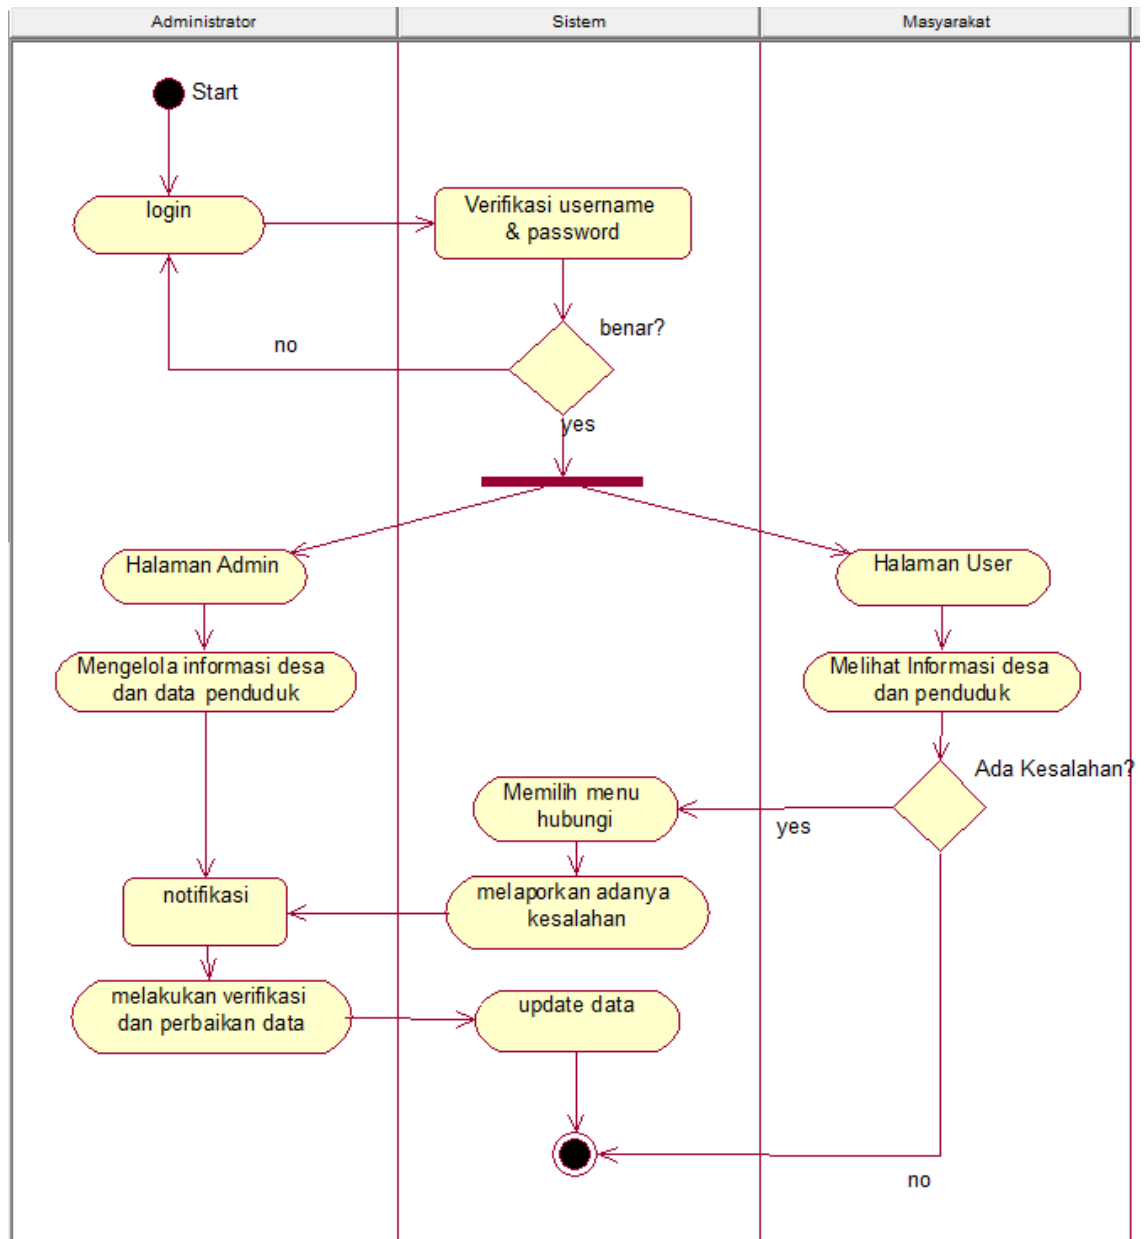 Administrator
Sistem
Masyarakat
Start
login
Verifikasi username
& password
benar?
no
yes
Halaman Admin
Halaman User
Mengelola informasi desa
dan data penduduk
Melihat Informasi desa
dan penduduk
Ada Kesalahan?
Memilih menu
hubungi
yes
notifikasi
melaporkan adanya
kesalahan
melakukan verifikasi
dan perbaikan data
update data
no